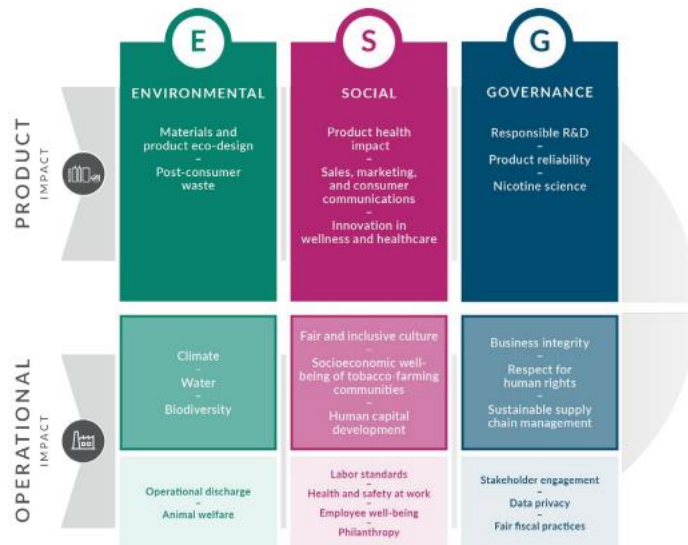 E
S
G
ENVIRONMENTAL
SOCIAL
GOVERNANCE
PRODUCT
IMPACT
Materials and
product eco-design
–
Post-consumer
waste
Product health
impact
–
Sales, marketing,
and consumer
communications
–
Innovation in
wellness and healthcare
Responsible R&D
–
Product reliability
–
Nicotine science
OPERATIONAL
IMPACT
Climate
–
Water
–
Biodiversity
Fair and inclusive culture
–
Socioeconomic well-
being of tobacco-farming
communities
–
Human capital
development
Business integrity
–
Respect for
human rights
–
Sustainable supply
chain management
Operational discharge
–
Animal welfare
Labor standards
–
Health and safety at work
–
Employee well-being
–
Philanthropy
Stakeholder engagement
–
Data privacy
–
Fair fiscal practices